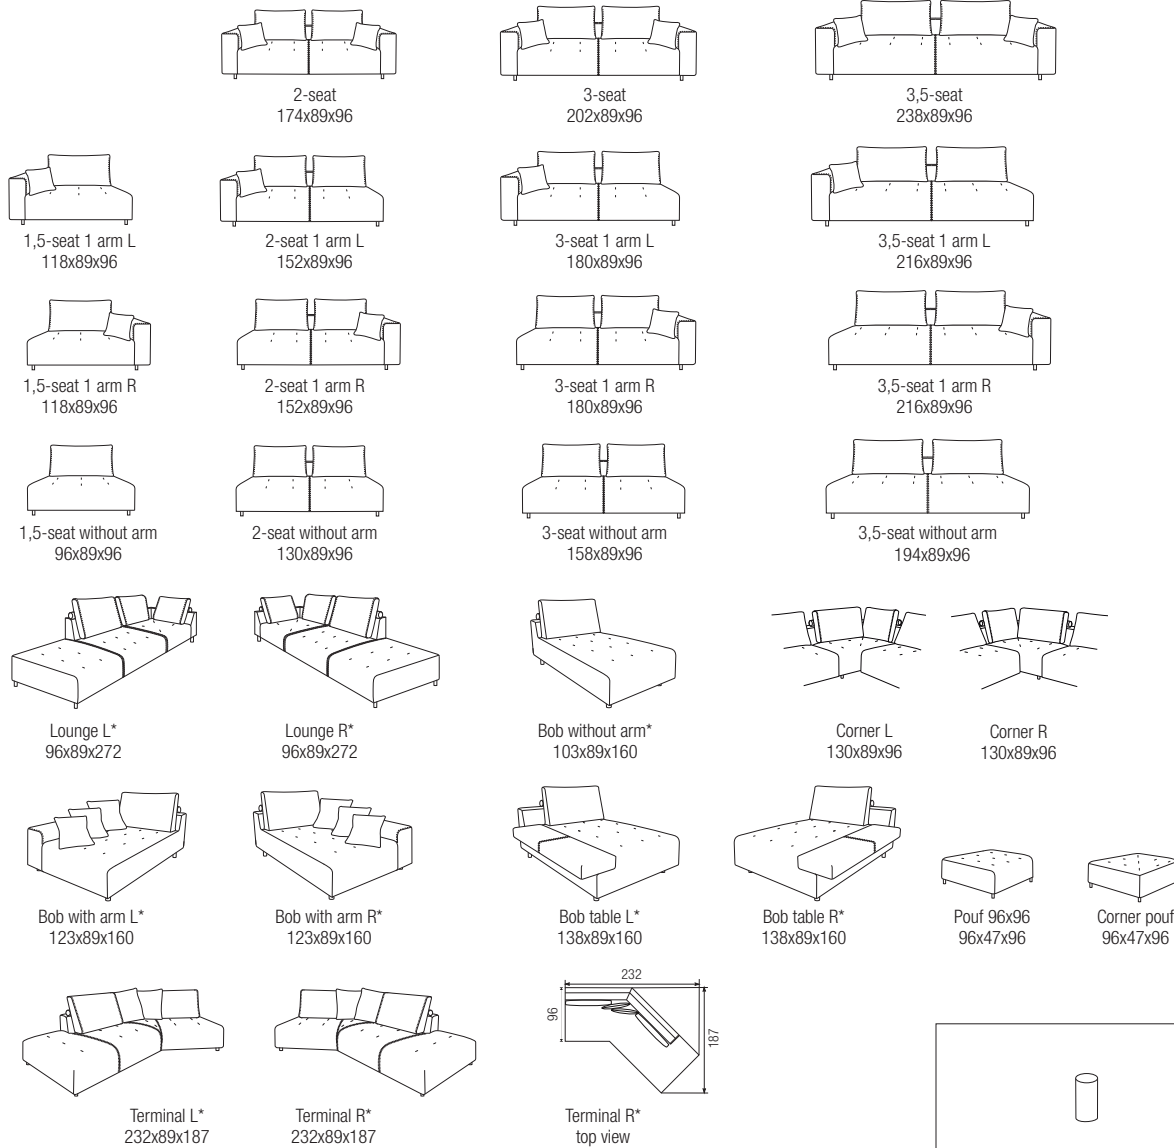 2-seat
174x89x96
3-seat
202x89x96
3,5-seat
238x89x96
1,5-seat 1 arm L
118x89x96
2-seat 1 arm L
152x89x96
3-seat 1 arm L
180x89x96
3,5-seat 1 arm L
216x89x96
1,5-seat 1 arm R
118x89x96
2-seat 1 arm R
152x89x96
3-seat 1 arm R
180x89x96
3,5-seat 1 arm R
216x89x96
1,5-seat without arm
96x89x96
2-seat without arm
130x89x96
3-seat without arm
158x89x96
3,5-seat without arm
194x89x96
Lounge L*
96x89x272
Lounge R*
96x89x272
Bob without arm*
103x89x160
Corner L
130x89x96
Corner R
130x89x96
Bob with arm L*
123x89x160
Bob with arm R*
123x89x160
Bob table L*
138x89x160
Bob table R*
138x89x160
Pouf 96x96
96x47x96
Corner pouf
96x47x96
Terminal L*
232x89x187
Terminal R*
232x89x187
232
96
187
Terminal R*
top view